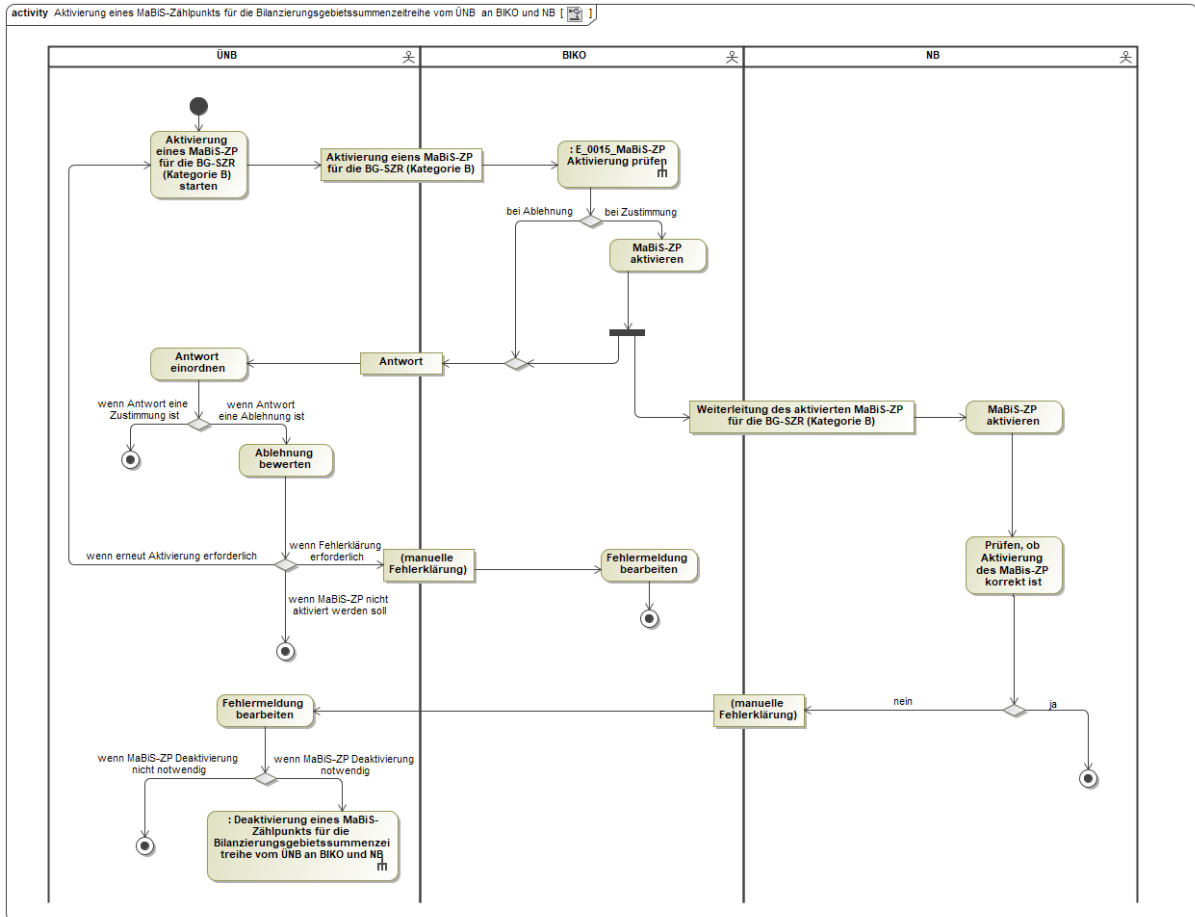 activity Aktivierung eines MaBiS-Zählpunkts für die Bilanzierungsgebietssummenzeitreihe vom ÜNB an BIKO und NB [ ]
ÜNB
BIKO
NB
Aktivierung
eines MaBiS-ZP
für die BG-SZR
(Kategorie B)
starten
Aktivierung eiens MaBiS-ZP
für die BG-SZR (Kategorie B)
: E_0015_MaBiS-ZP
Aktivierung prüfen
bei Ablehnung
bei Zustimmung
MaBiS-ZP
aktivieren
Antwort
einordnen
Antwort
wenn Antwort eine
Zustimmung ist
wenn Antwort
eine Ablehnung ist
Weiterleitung des aktivierten MaBiS-ZP
für die BG-SZR (Kategorie B)
MaBiS-ZP
aktivieren
Ablehnung
bewerten
wenn erneut Aktivierung erforderlich
wenn Fehlerklärung
erforderlich
(manuelle
Fehlerklärung)
Fehlermeldung
bearbeiten
Prüfen, ob
Aktivierung
des MaBis-ZP
korrekt ist
wenn MaBiS-ZP nicht
aktiviert werden soll
Fehlermeldung
bearbeiten
(manuelle
Fehlerklärung)
nein
ja
wenn MaBiS-ZP Deaktivierung
nicht notwendig
wenn MaBiS-ZP Deaktivierung
notwendig
: Deaktivierung eines MaBiS-
Zählpunkts für die
Bilanzierungsgebietssummenzei
treihe vom ÜNB an BIKO und NB